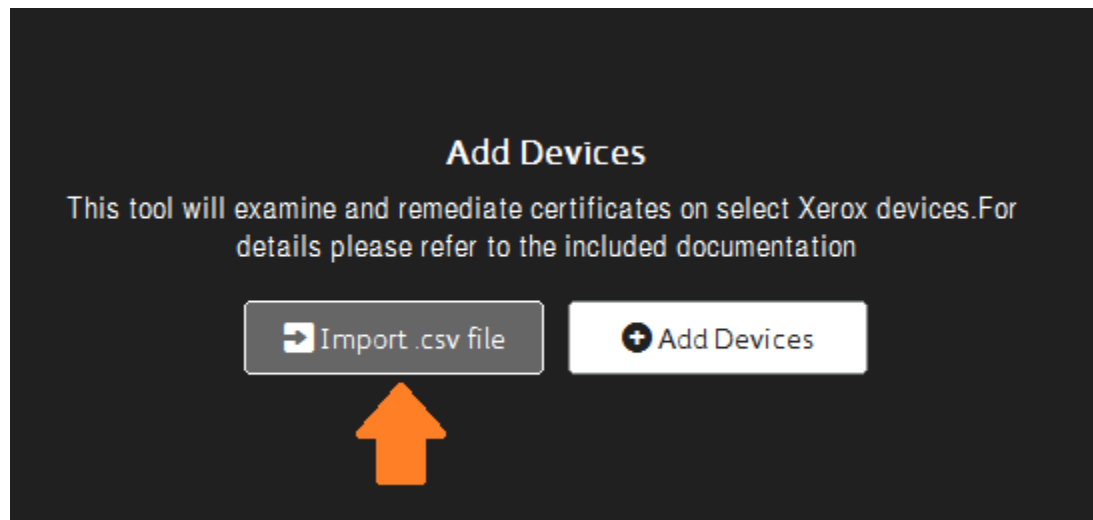 Add Devices
This tool will examine and remediate certificates on select Xerox devices.For
details please refer to the included documentation
Import .csv file
Add Devices